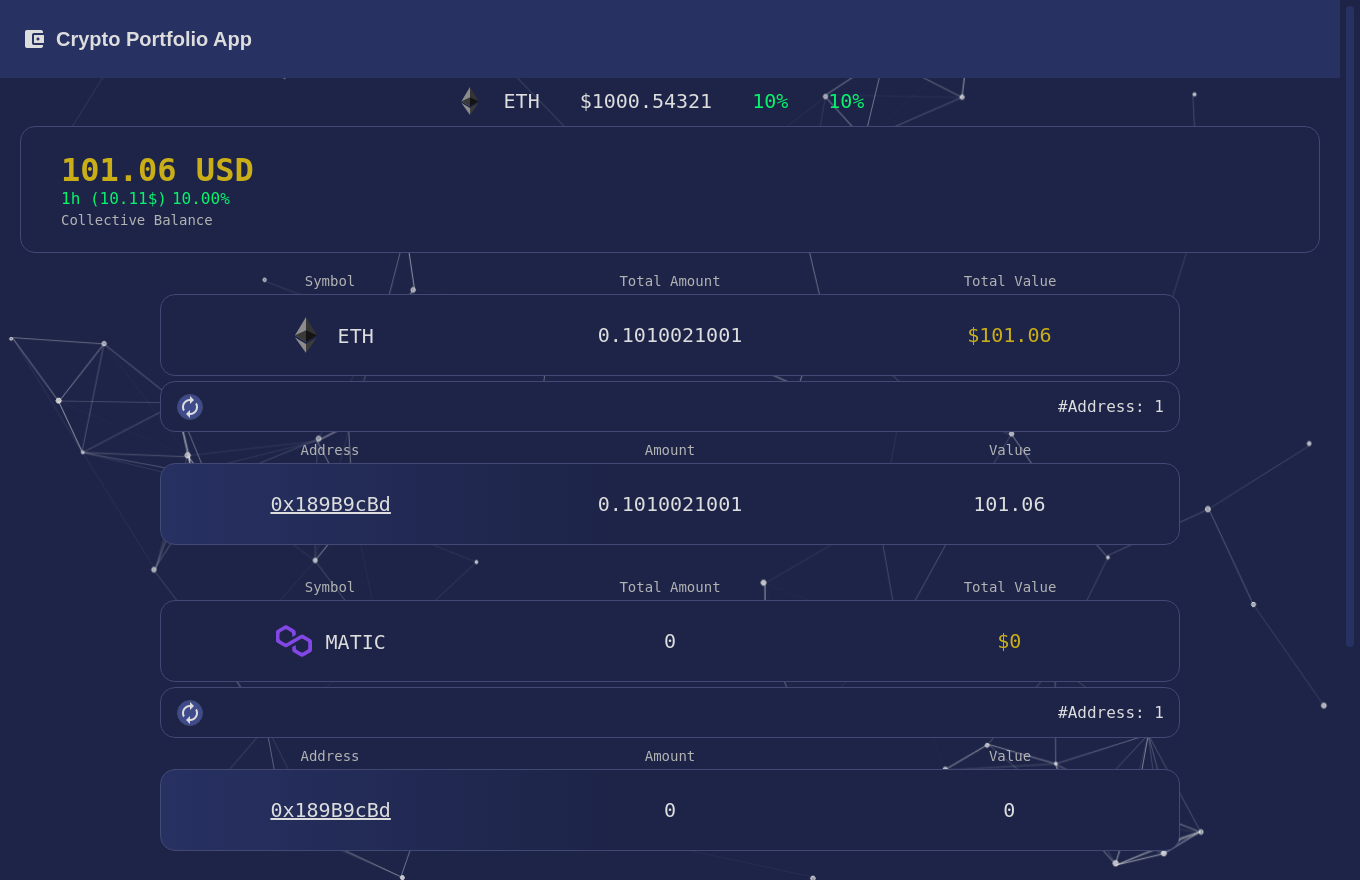 Crypto Portfolio App
ETH $1000.54321 10% 10%
101.06 USD
1h (10.11$) 10.00%
Collective Balance
Symbol Total Amount Total Value
ETH 0.1010021001 $101.06
#Address: 1
Address Amount Value
0x189B9cBd 0.1010021001 101.06
Symbol Total Amount Total Value
MATIC 0 $0
#Address: 1
Address Amount Value
0x189B9cBd 0 0